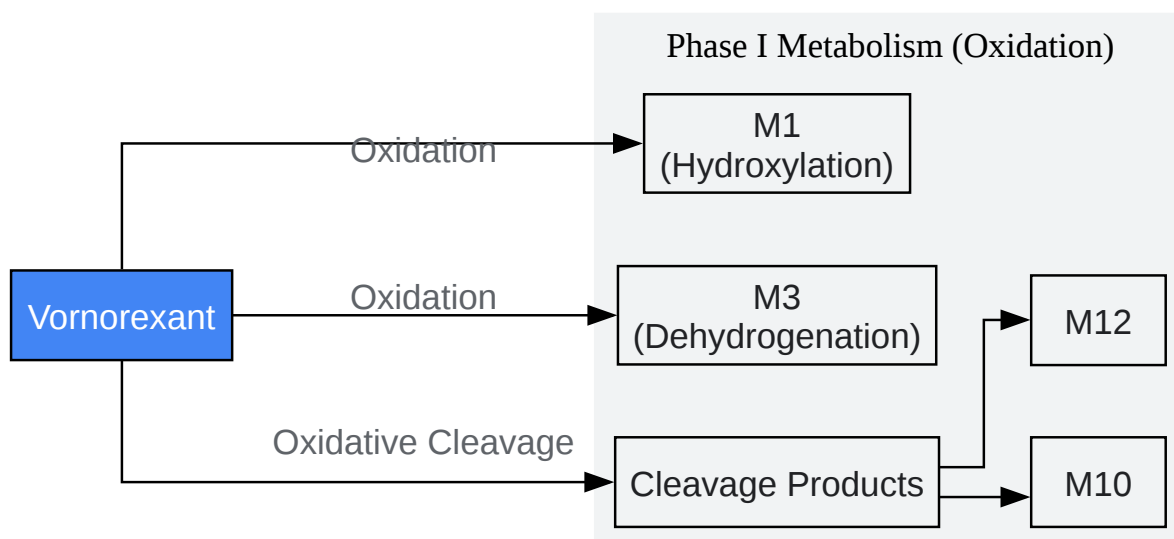 Phase I Metabolism (Oxidation)
M1
(Hydroxylation)
Oxidation
Vornorexant
Oxidation
M3
(Dehydrogenation)
M12
Oxidative Cleavage
Cleavage Products
M10